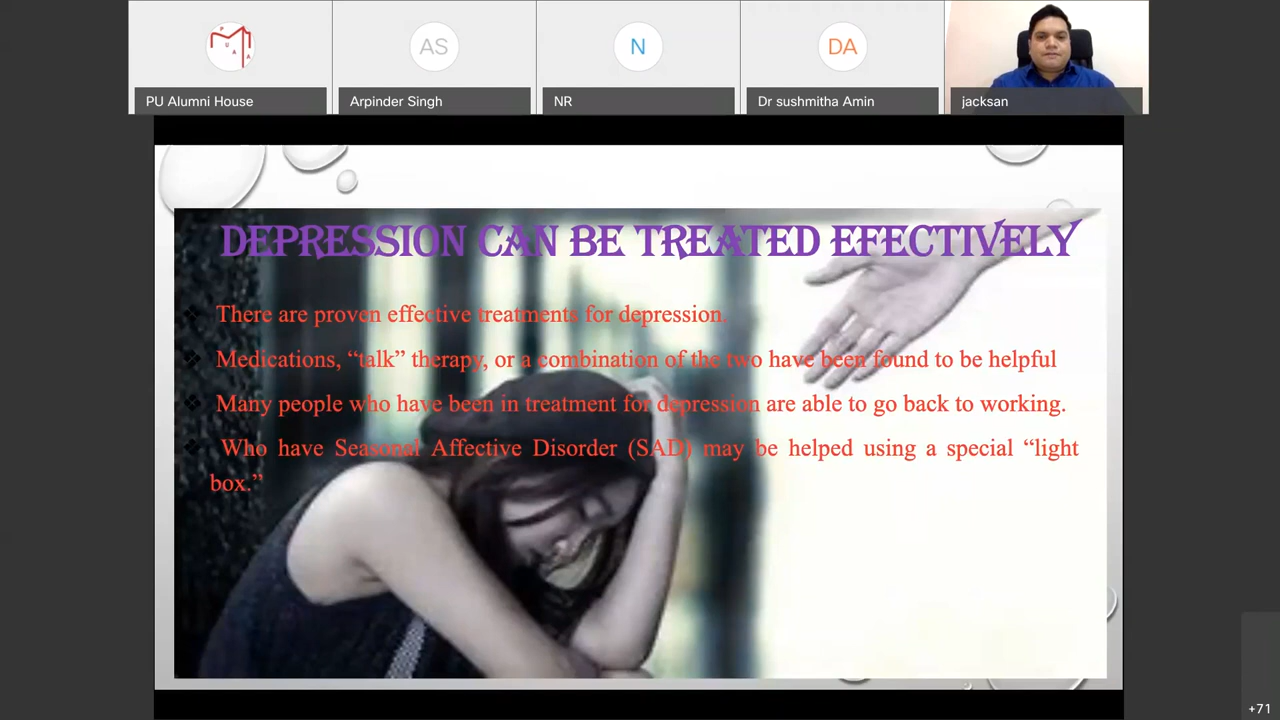 PUAA
PU Alumni House
AS
Arpinder Singh
N
NR
DA
Dr sushmitha Amin
jacksan
DEPRESSION CAN BE TREATED EFECTIVELY
There are proven effective treatments for depression.
Medications, “talk” therapy, or a combination of the two have been found to be helpful
Many people who have been in treatment for depression are able to go back to working.
Who have Seasonal Affective Disorder (SAD) may be helped using a special “light
box.”
+71